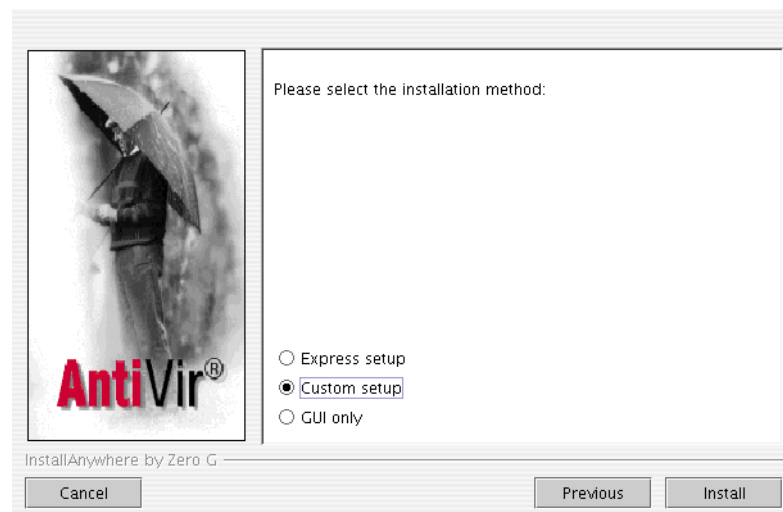 Please select the installation method:
AntiVir®
Express setup
Custom setup
GUI only
InstallAnywhere by Zero G
Cancel
Previous
Install